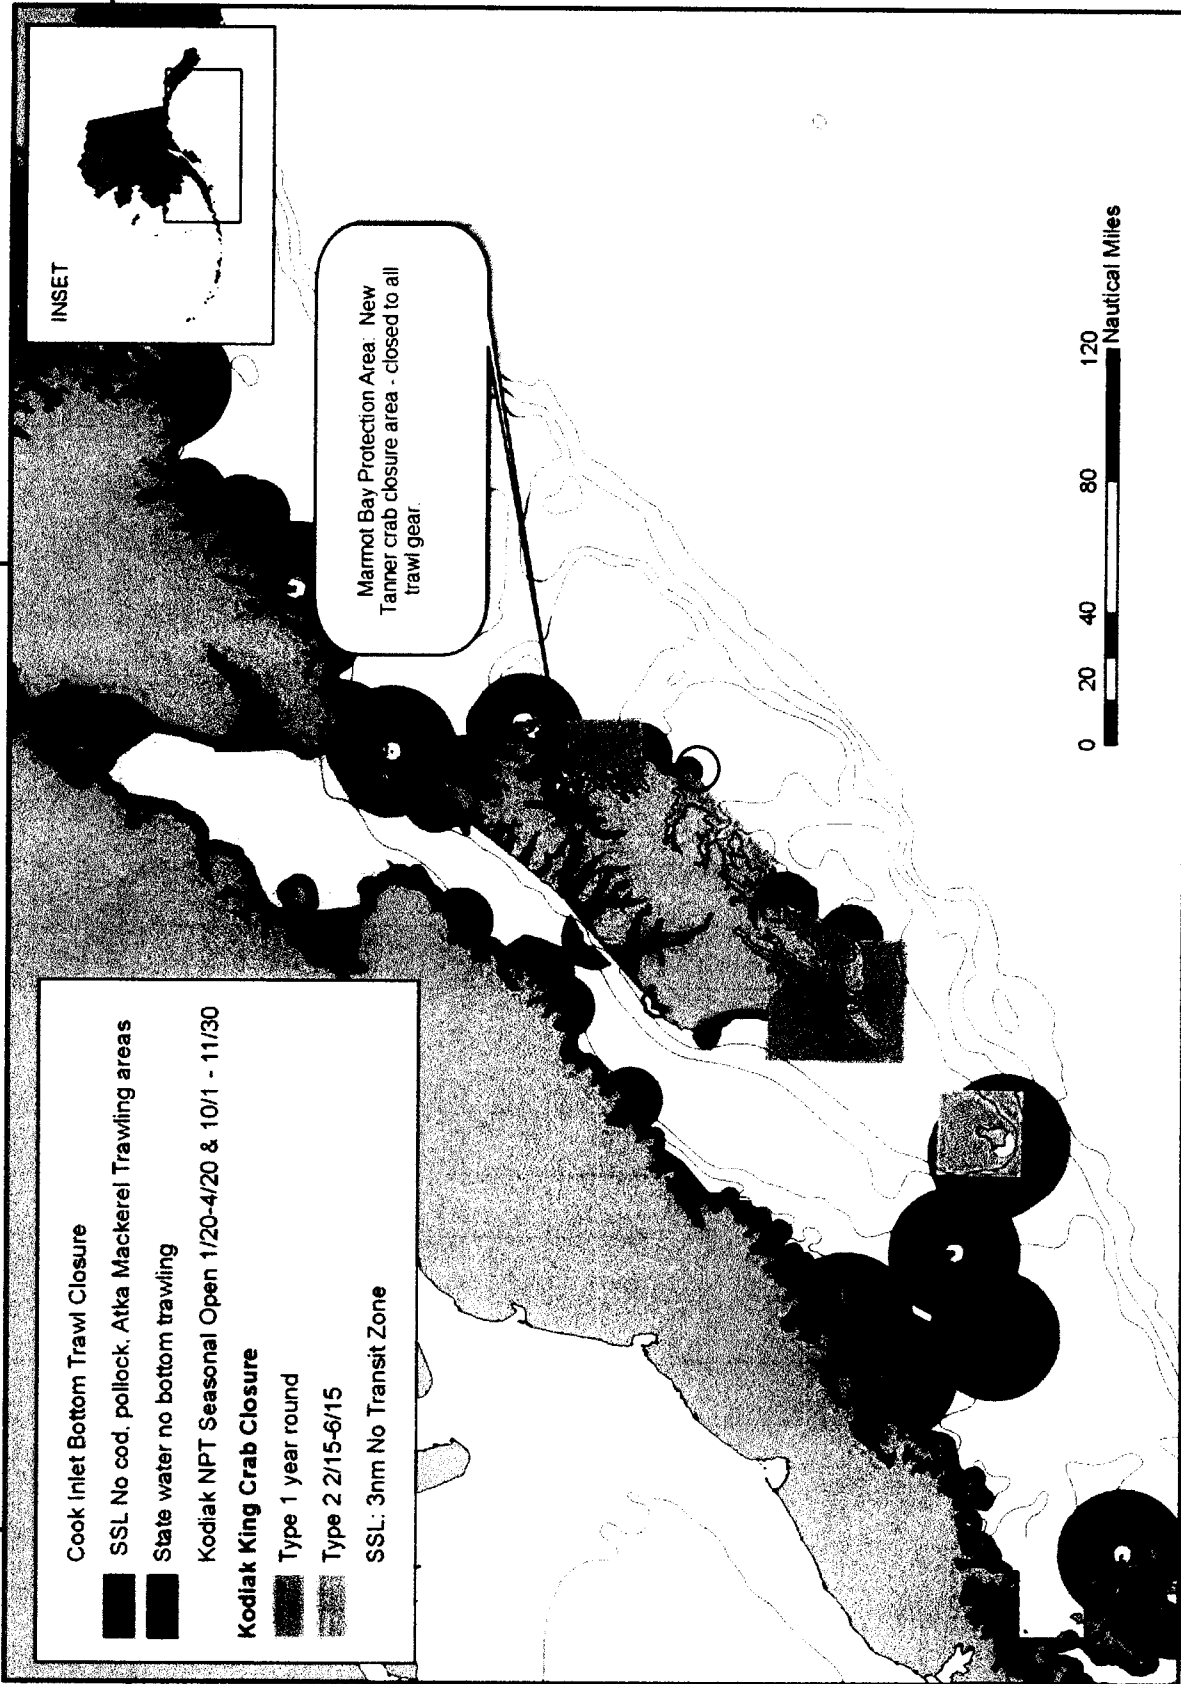 Cook Inlet Bottom Trawl Closure
SSL No cod, pollock, Atka Mackerel Trawling areas
State water no bottom trawling
Kodiak NPT Seasonal Open 1/20-4/20 & 10/1 - 11/30
Kodiak King Crab Closure
Type 1 year round
Type 2 2/15-6/15
SSL: 3nm No Transit Zone
INSET
Marmot Bay Protection Area: New
Tanner crab closure area - closed to all
trawl gear.
0 20 40 80 120
Nautical Miles